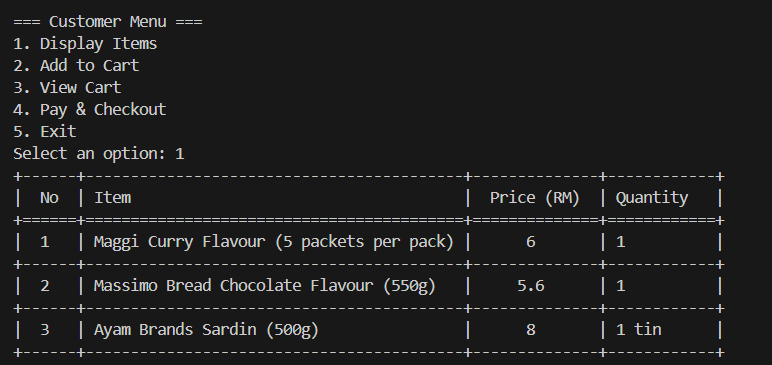 === Customer Menu ===
1. Display Items
2. Add to Cart
3. View Cart
4. Pay & Checkout
5. Exit
Select an option: 1
+------+------------------------------------------+--------------+------------+
|  No  | Item                                     |  Price (RM)  | Quantity   |
+======+==========================================+==============+============+
|  1   | Maggi Curry Flavour (5 packets per pack) |      6       | 1          |
+------+------------------------------------------+--------------+------------+
|  2   | Massimo Bread Chocolate Flavour (550g)   |     5.6      | 1          |
+------+------------------------------------------+--------------+------------+
|  3   | Ayam Brands Sardin (500g)                |      8       | 1 tin      |
+------+------------------------------------------+--------------+------------+